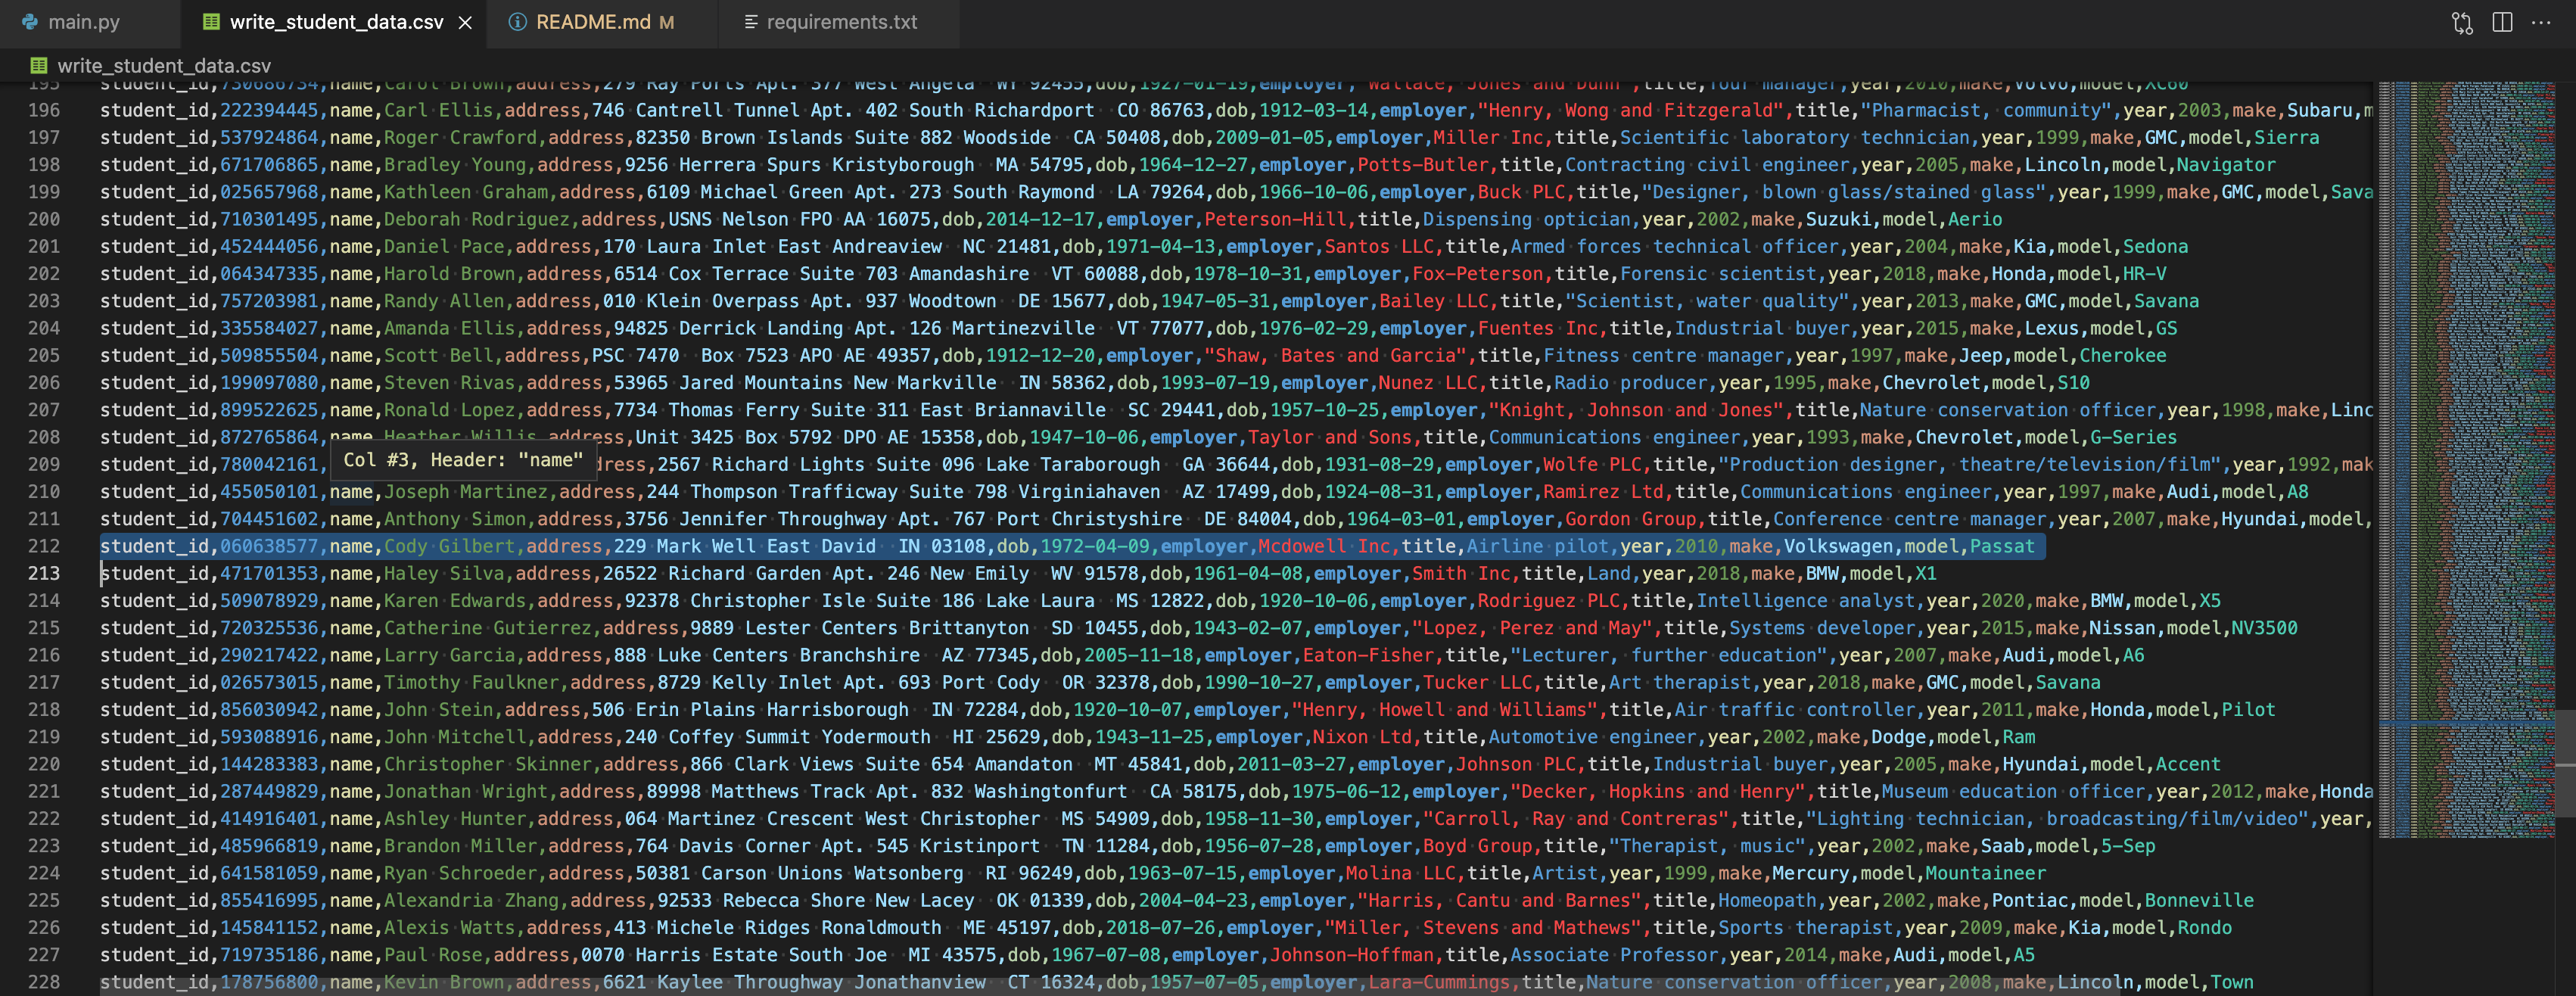 main.py
write_student_data.csv
README.md M
requirements.txt
write_student_data.csv
195 student_id,730686734,name,Carol Brown,address,279 Ray Ports Apt. 577 West Angela WY 92455,dob,1927-01-19,employer,"Wallace, Jones and Dunn",title,Tour manager,year,2010,make,Volvo,model,XC60
196 student_id,222394445,name,Carl Ellis,address,746 Cantrell Tunnel Apt. 402 South Richardport  CO 86763,dob,1912-03-14,employer,"Henry, Wong and Fitzgerald",title,"Pharmacist, community",year,2003,make,Subaru,m
197 student_id,537924864,name,Roger Crawford,address,82350 Brown Islands Suite 882 Woodside  CA 50408,dob,2009-01-05,employer,Miller Inc,title,Scientific laboratory technician,year,1999,make,GMC,model,Sierra
198 student_id,671706865,name,Bradley Young,address,9256 Herrera Spurs Kristyborough  MA 54795,dob,1964-12-27,employer,Potts-Butler,title,Contracting civil engineer,year,2005,make,Lincoln,model,Navigator
199 student_id,025657968,name,Kathleen Graham,address,6109 Michael Green Apt. 273 South Raymond  LA 79264,dob,1966-10-06,employer,Buck PLC,title,"Designer, blown glass/stained glass",year,1999,make,GMC,model,Sava
200 student_id,710301495,name,Deborah Rodriguez,address,USNS Nelson FPO AA 16075,dob,2014-12-17,employer,Peterson-Hill,title,Dispensing optician,year,2002,make,Suzuki,model,Aerio
201 student_id,452444056,name,Daniel Pace,address,170 Laura Inlet East Andreaview  NC 21481,dob,1971-04-13,employer,Santos LLC,title,Armed forces technical officer,year,2004,make,Kia,model,Sedona
202 student_id,064347335,name,Harold Brown,address,6514 Cox Terrace Suite 703 Amandashire  VT 60088,dob,1978-10-31,employer,Fox-Peterson,title,Forensic scientist,year,2018,make,Honda,model,HR-V
203 student_id,757203981,name,Randy Allen,address,010 Klein Overpass Apt. 937 Woodtown  DE 15677,dob,1947-05-31,employer,Bailey LLC,title,"Scientist, water quality",year,2013,make,GMC,model,Savana
204 student_id,335584027,name,Amanda Ellis,address,94825 Derrick Landing Apt. 126 Martinezville  VT 77077,dob,1976-02-29,employer,Fuentes Inc,title,Industrial buyer,year,2015,make,Lexus,model,GS
205 student_id,509855504,name,Scott Bell,address,PSC 7470  Box 7523 APO AE 49357,dob,1912-12-20,employer,"Shaw, Bates and Garcia",title,Fitness centre manager,year,1997,make,Jeep,model,Cherokee
206 student_id,199097080,name,Steven Rivas,address,53965 Jared Mountains New Markville  IN 58362,dob,1993-07-19,employer,Nunez LLC,title,Radio producer,year,1995,make,Chevrolet,model,S10
207 student_id,899522625,name,Ronald Lopez,address,7734 Thomas Ferry Suite 311 East Briannaville  SC 29441,dob,1957-10-25,employer,"Knight, Johnson and Jones",title,Nature conservation officer,year,1998,make,Linc
208 student_id,872765864,name,Heather Willis,address,Unit 3425 Box 5792 DPO AE 15358,dob,1947-10-06,employer,Taylor and Sons,title,Communications engineer,year,1993,make,Chevrolet,model,G-Series
Col #3, Header: "name"
209 student_id,780042161, dress,2567 Richard Lights Suite 096 Lake Taraborough  GA 36644,dob,1931-08-29,employer,Wolfe PLC,title,"Production designer, theatre/television/film",year,1992,mak
210 student_id,455050101,name,Joseph Martinez,address,244 Thompson Trafficway Suite 798 Virginiahaven  AZ 17499,dob,1924-08-31,employer,Ramirez Ltd,title,Communications engineer,year,1997,make,Audi,model,A8
211 student_id,704451602,name,Anthony Simon,address,3756 Jennifer Throughway Apt. 767 Port Christyshire  DE 84004,dob,1964-03-01,employer,Gordon Group,title,Conference centre manager,year,2007,make,Hyundai,model,
212 student_id,060638577,name,Cody Gilbert,address,229 Mark Well East David  IN 03108,dob,1972-04-09,employer,Mcdowell Inc,title,Airline pilot,year,2010,make,Volkswagen,model,Passat
213 student_id,471701353,name,Haley Silva,address,26522 Richard Garden Apt. 246 New Emily  WV 91578,dob,1961-04-08,employer,Smith Inc,title,Land,year,2018,make,BMW,model,X1
214 student_id,509078929,name,Karen Edwards,address,92378 Christopher Isle Suite 186 Lake Laura  MS 12822,dob,1920-10-06,employer,Rodriguez PLC,title,Intelligence analyst,year,2020,make,BMW,model,X5
215 student_id,720325536,name,Catherine Gutierrez,address,9889 Lester Centers Brittanyton  SD 10455,dob,1943-02-07,employer,"Lopez, Perez and May",title,Systems developer,year,2015,make,Nissan,model,NV3500
216 student_id,290217422,name,Larry Garcia,address,888 Luke Centers Branchshire  AZ 77345,dob,2005-11-18,employer,Eaton-Fisher,title,"Lecturer, further education",year,2007,make,Audi,model,A6
217 student_id,026573015,name,Timothy Faulkner,address,8729 Kelly Inlet Apt. 693 Port Cody  OR 32378,dob,1990-10-27,employer,Tucker LLC,title,Art therapist,year,2018,make,GMC,model,Savana
218 student_id,856030942,name,John Stein,address,506 Erin Plains Harrisborough  IN 72284,dob,1920-10-07,employer,"Henry, Howell and Williams",title,Air traffic controller,year,2011,make,Honda,model,Pilot
219 student_id,593088916,name,John Mitchell,address,240 Coffey Summit Yodermouth  HI 25629,dob,1943-11-25,employer,Nixon Ltd,title,Automotive engineer,year,2002,make,Dodge,model,Ram
220 student_id,144283383,name,Christopher Skinner,address,866 Clark Views Suite 654 Amandaton  MT 45841,dob,2011-03-27,employer,Johnson PLC,title,Industrial buyer,year,2005,make,Hyundai,model,Accent
221 student_id,287449829,name,Jonathan Wright,address,89998 Matthews Track Apt. 832 Washingtonfurt  CA 58175,dob,1975-06-12,employer,"Decker, Hopkins and Henry",title,Museum education officer,year,2012,make,Honda
222 student_id,414916401,name,Ashley Hunter,address,064 Martinez Crescent West Christopher  MS 54909,dob,1958-11-30,employer,"Carroll, Ray and Contreras",title,"Lighting technician, broadcasting/film/video",year,
223 student_id,485966819,name,Brandon Miller,address,764 Davis Corner Apt. 545 Kristinport  TN 11284,dob,1956-07-28,employer,Boyd Group,title,"Therapist, music",year,2002,make,Saab,model,5-Sep
224 student_id,641581059,name,Ryan Schroeder,address,50381 Carson Unions Watsonberg  RI 96249,dob,1963-07-15,employer,Molina LLC,title,Artist,year,1999,make,Mercury,model,Mountaineer
225 student_id,855416995,name,Alexandria Zhang,address,92533 Rebecca Shore New Lacey  OK 01339,dob,2004-04-23,employer,"Harris, Cantu and Barnes",title,Homeopath,year,2002,make,Pontiac,model,Bonneville
226 student_id,145841152,name,Alexis Watts,address,413 Michele Ridges Ronaldmouth  ME 45197,dob,2018-07-26,employer,"Miller, Stevens and Mathews",title,Sports therapist,year,2009,make,Kia,model,Rondo
227 student_id,719735186,name,Paul Rose,address,0070 Harris Estate South Joe  MI 43575,dob,1967-07-08,employer,Johnson-Hoffman,title,Associate Professor,year,2014,make,Audi,model,A5
228 student_id,178756800,name,Kevin Brown,address,6621 Kaylee Throughway Jonathanview  CT 16324,dob,1957-07-05,employer,Lara-Cummings,title,Nature conservation officer,year,2008,make,Lincoln,model,Town